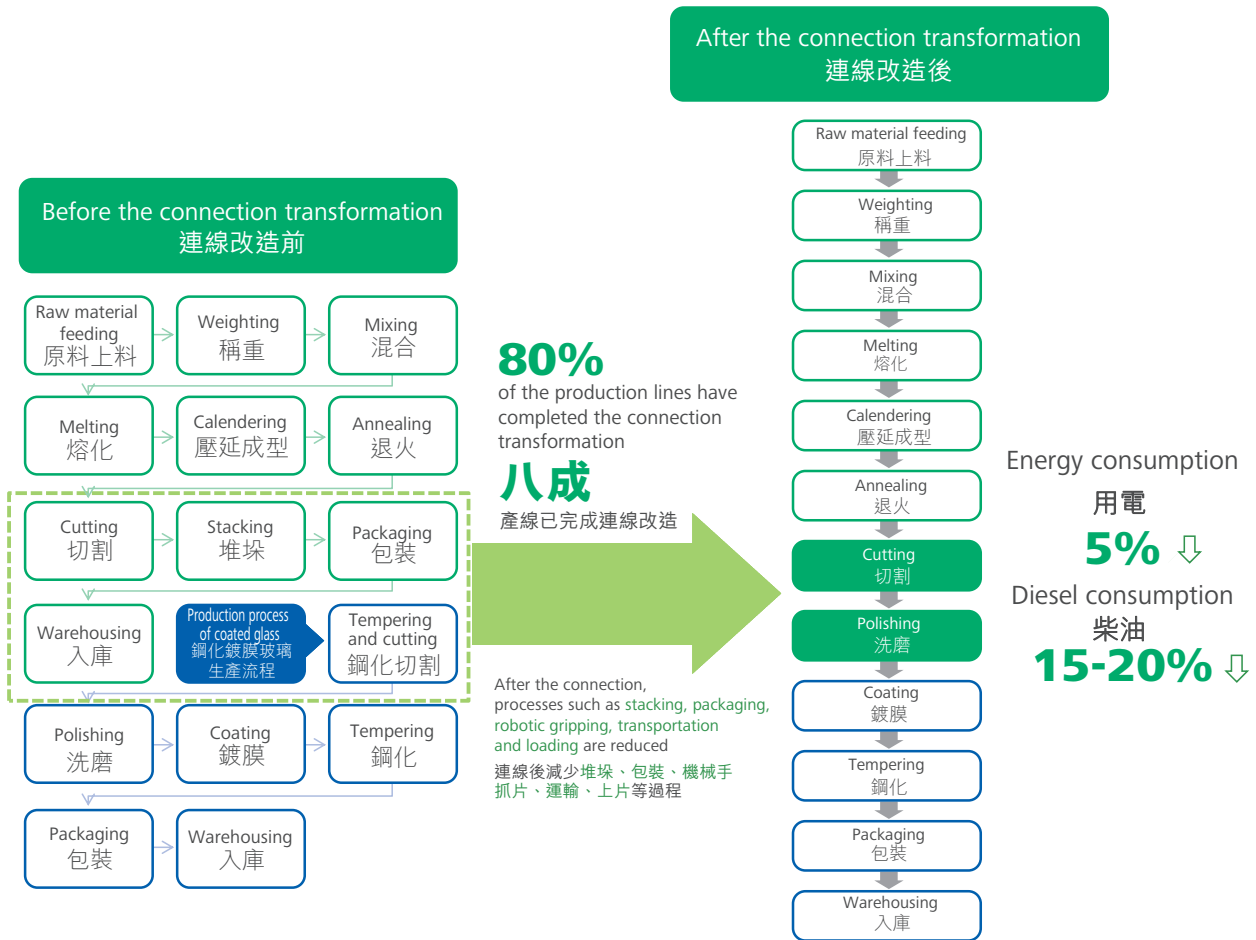 Before the connection transformation
連線改造前
Raw material
feeding
原料上料
Weighting
稱重
Mixing
混合
Melting
熔化
Calendering
壓延成型
Annealing
退火
Cutting
切割
Stacking
堆垛
Packaging
包裝
Warehousing
入庫
Production process
of coated glass
鋼化鍍膜玻璃
生產流程
Tempering
and cutting
鋼化切割
Polishing
洗磨
Coating
鍍膜
Tempering
鋼化
Packaging
包裝
Warehousing
入庫
80%
of the production lines have
completed the connection
transformation
八成
產線已完成連線改造
After the connection,
processes such as stacking, packaging,
robotic gripping, transportation
and loading are reduced
連線後減少堆垛、包裝、機械手
抓片、運輸、上片等過程
After the connection transformation
連線改造後
Raw material feeding
原料上料
Weighting
稱重
Mixing
混合
Melting
熔化
Calendering
壓延成型
Annealing
退火
Cutting
切割
Polishing
洗磨
Coating
鍍膜
Tempering
鋼化
Packaging
包裝
Warehousing
入庫
Energy consumption
用電
5%
Diesel consumption
柴油
15-20%